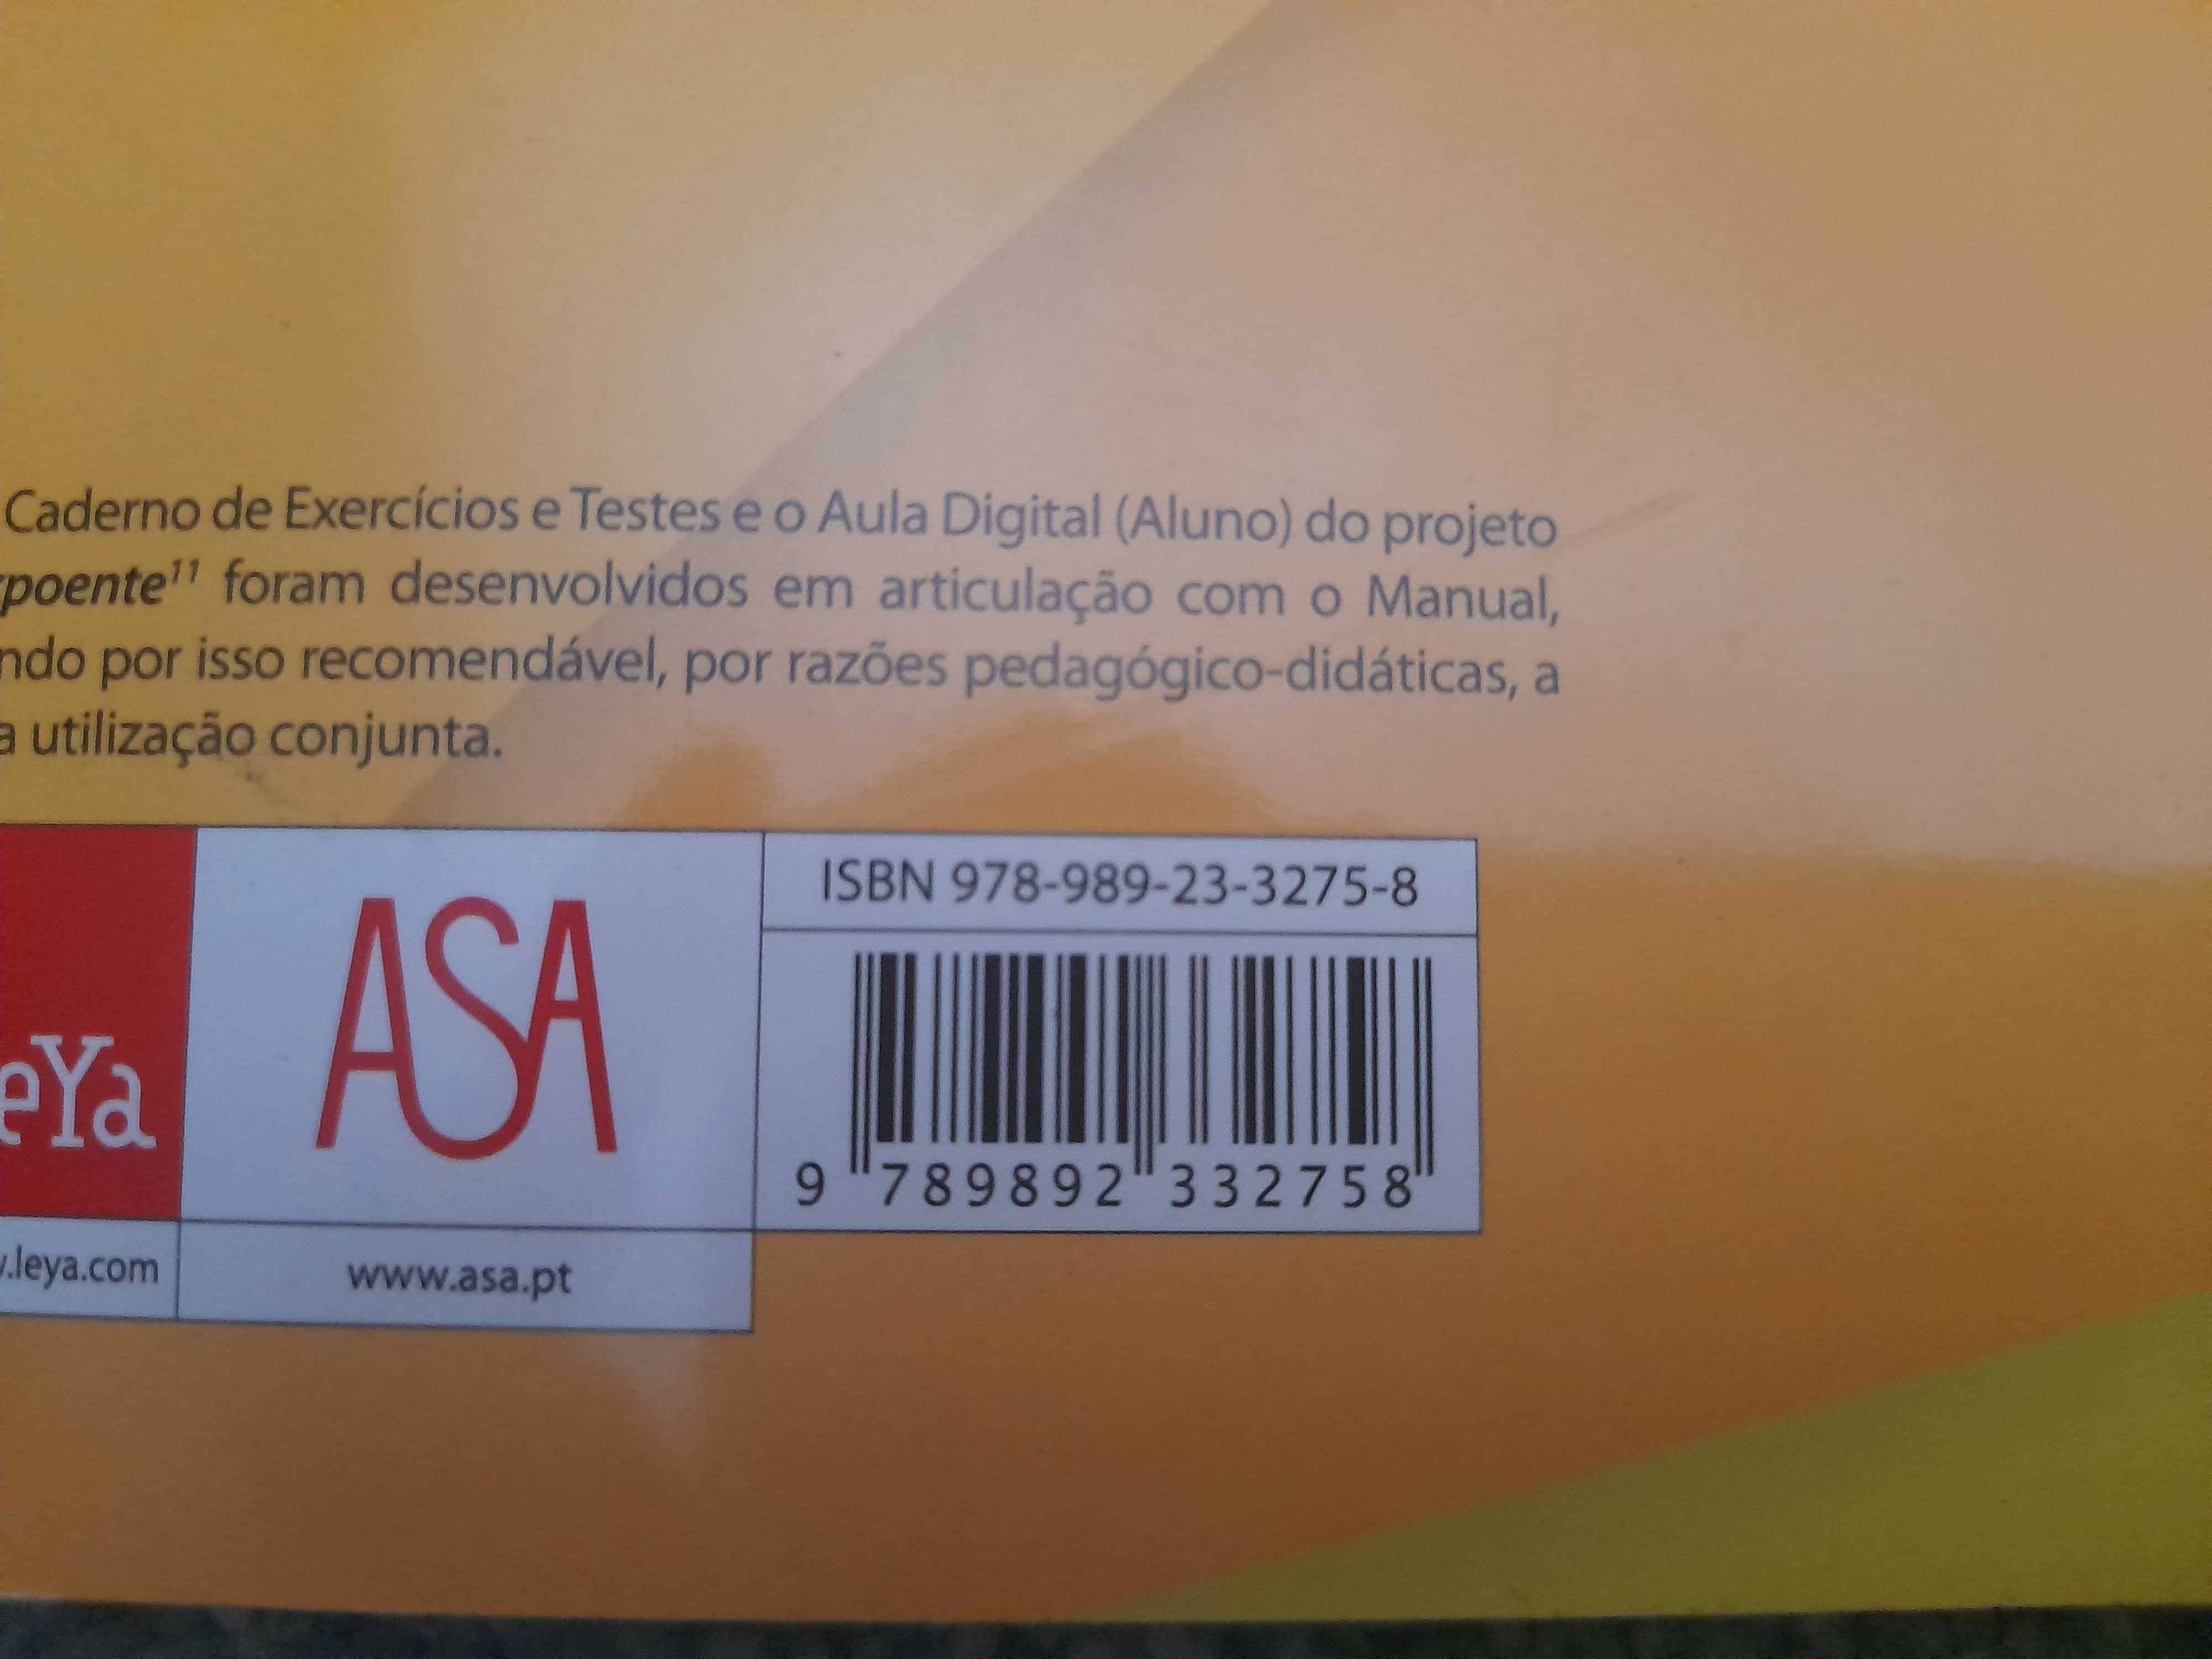 Caderno de Exercícios e Testes e o Aula Digital (Aluno) do projeto
poente¹¹ foram desenvolvidos em articulação com o Manual,
ndo por isso recomendável, por razões pedagógico-didáticas, a
a utilização conjunta.
eYa
ASA
ISBN 978-989-23-3275-8
9 789892 332758
.leya.com
www.asa.pt